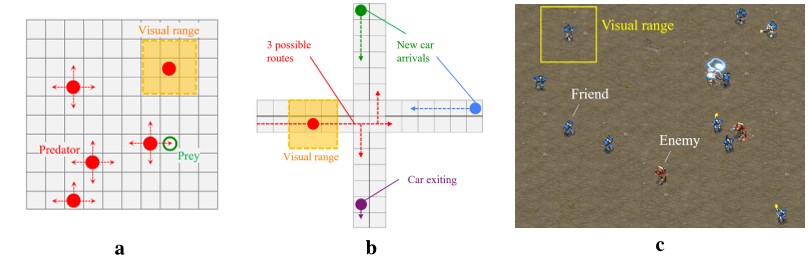 Visual range
Predator
Prey
a
3 possible
routes
New car
arrivals
Visual range
Car exiting
b
Visual range
Friend
Enemy
c